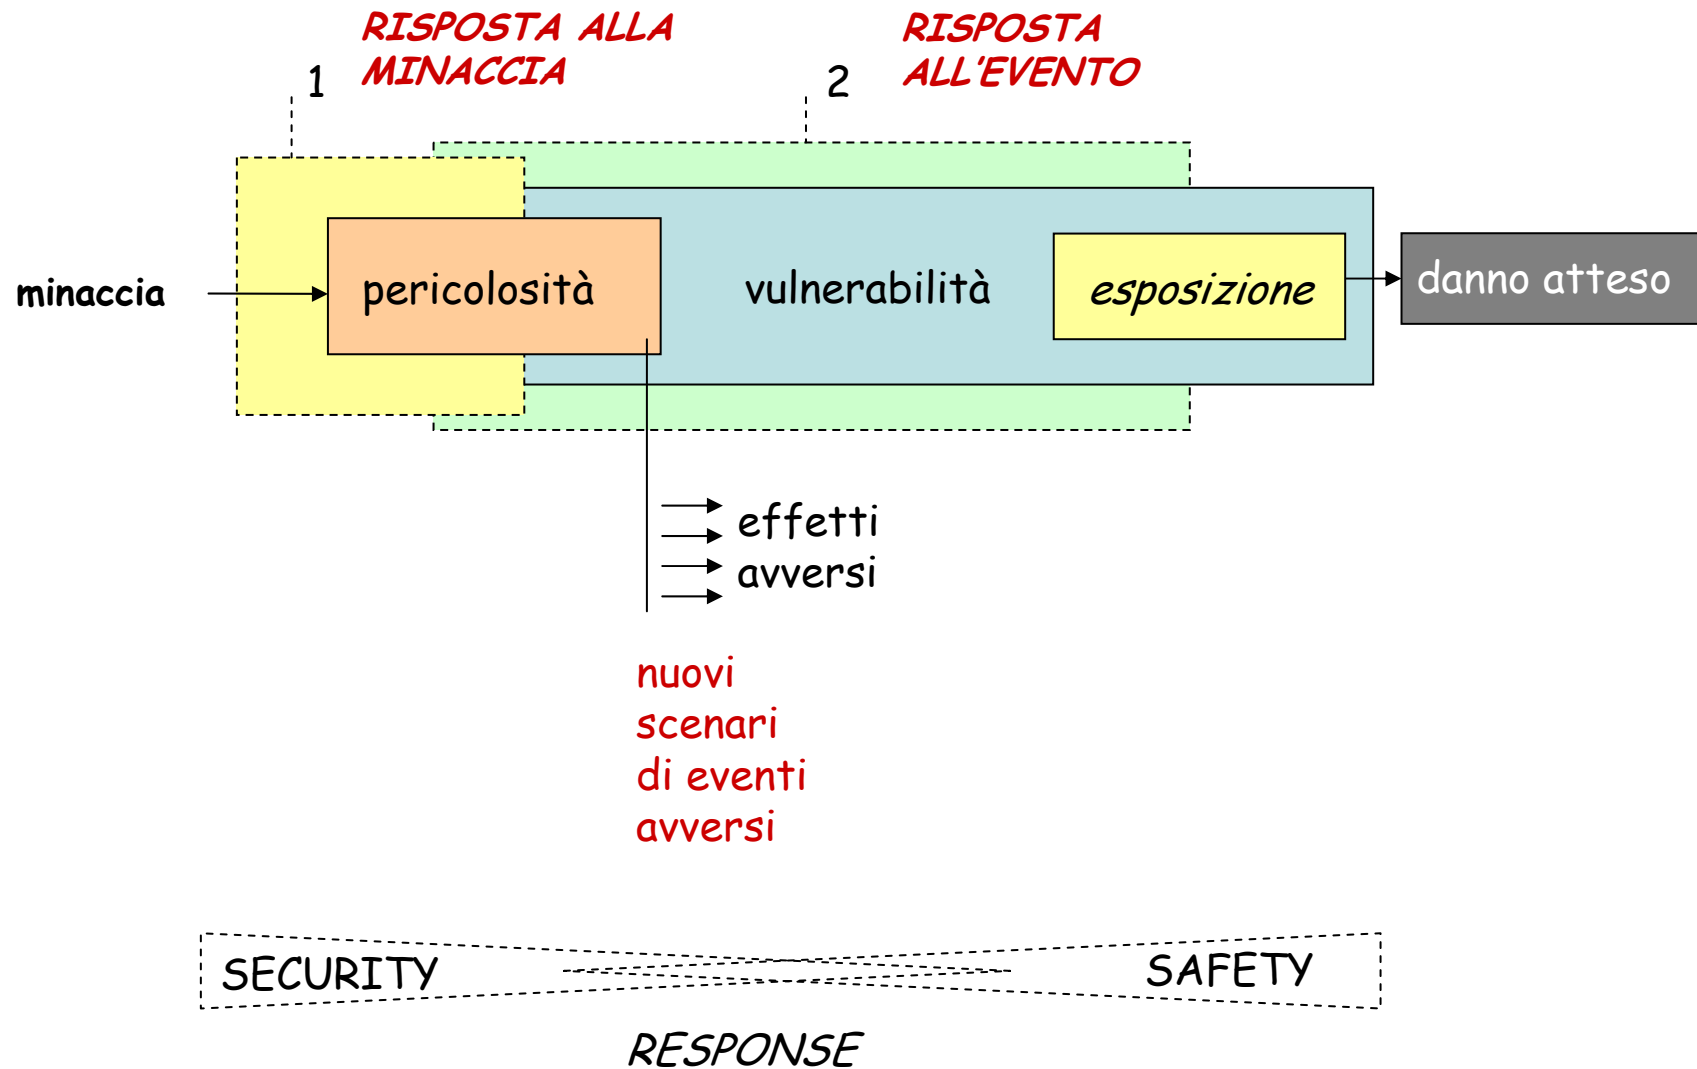 RISPOSTA ALLA
MINACCIA
1
RISPOSTA
ALL'EVENTO
2
minaccia
pericolosità
vulnerabilità
esposizione
danno atteso
effetti
avversi
nuovi
scenari
di eventi
avversi
SECURITY
SAFETY
RESPONSE